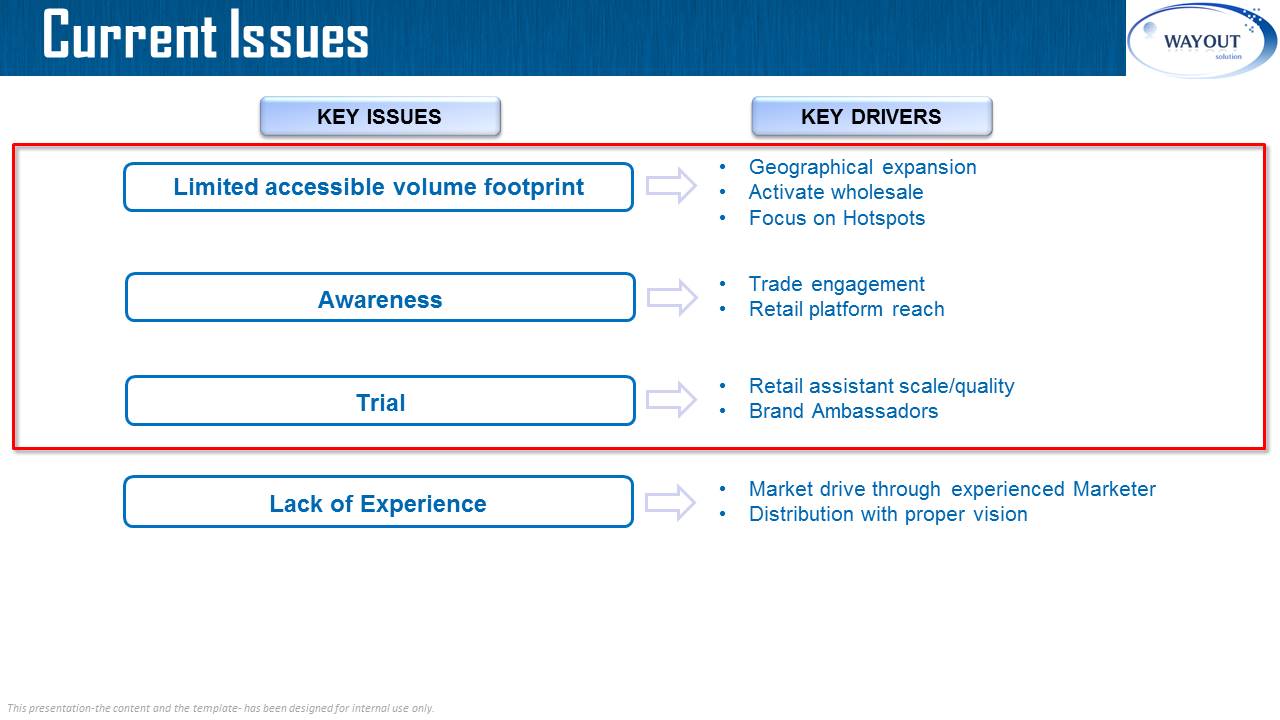 Current Issues
WAYOUT
solution
KEY ISSUES
KEY DRIVERS
Limited accessible volume footprint
• Geographical expansion
• Activate wholesale
• Focus on Hotspots
Awareness
• Trade engagement
• Retail platform reach
Trial
• Retail assistant scale/quality
• Brand Ambassadors
Lack of Experience
• Market drive through experienced Marketer
• Distribution with proper vision
This presentation-the content and the template- has been designed for internal use only.